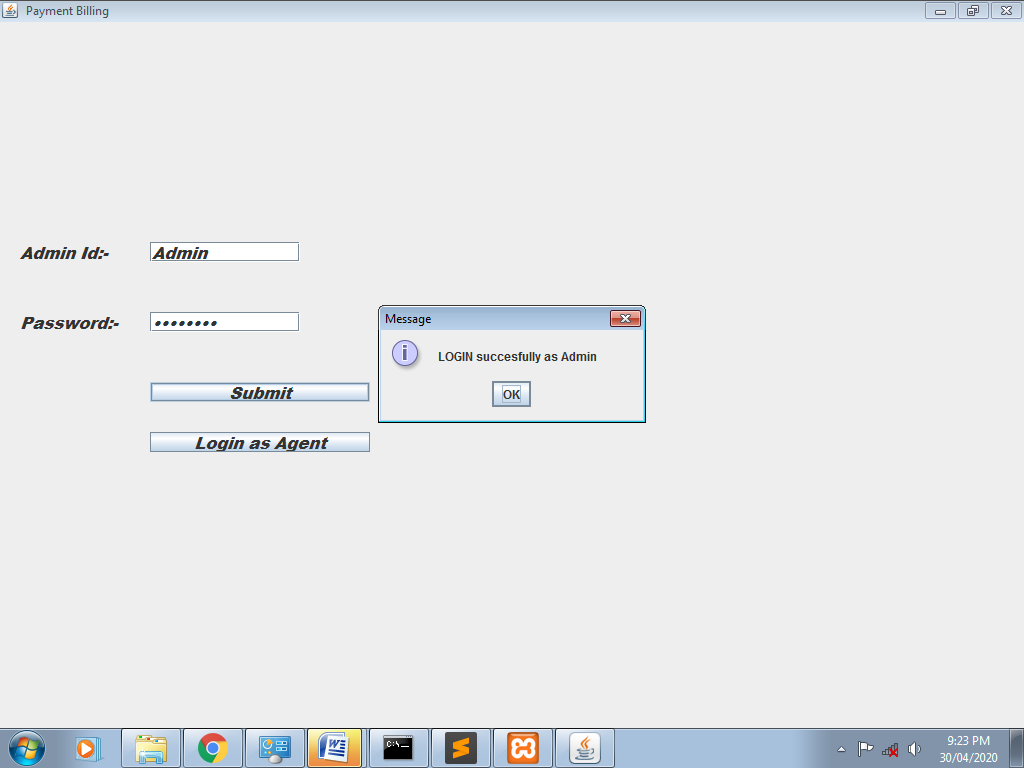 Payment Billing
Admin Id:- Admin
Password:- ••••••••
Message
LOGIN succesfully as Admin
OK
Submit
Login as Agent
C:\_
9:23 PM
30/04/2020